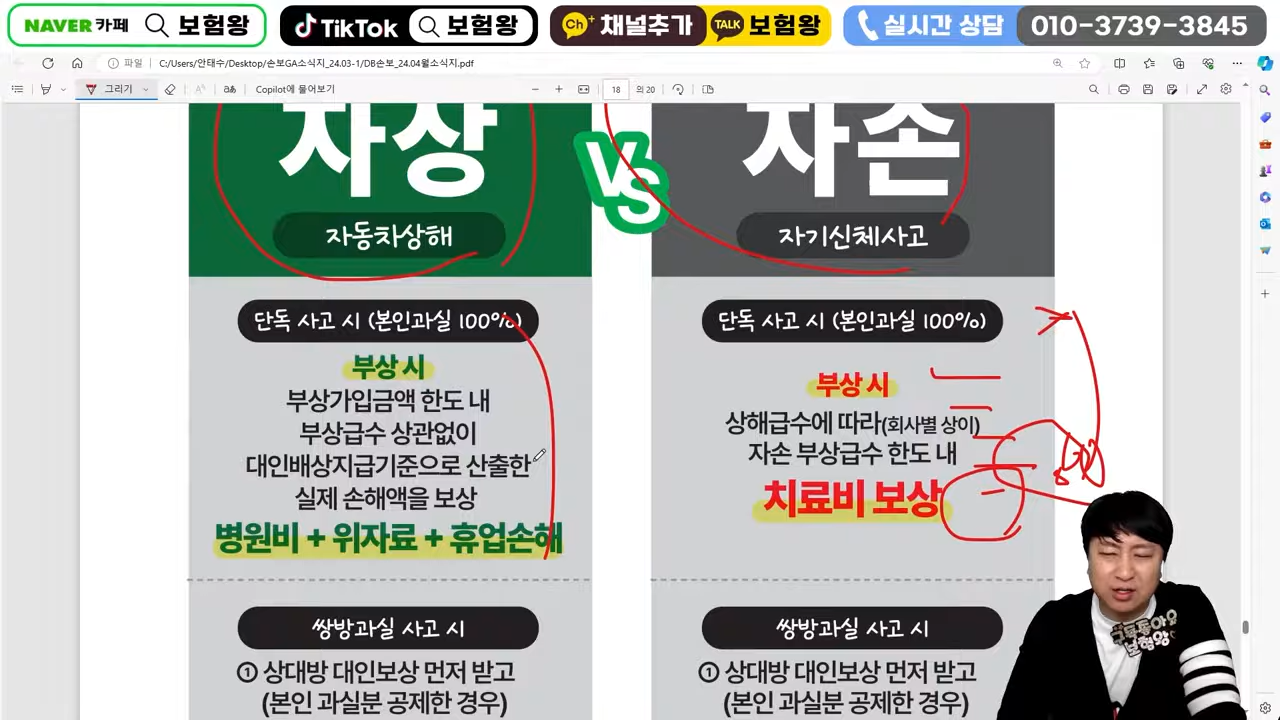 NAVER 카페 보험왕
TikTok 보험왕
Ch+ 채널추가 TALK 보험왕
실시간 상담 010-3739-3845
파일 C:/Users/안태수/Desktop/손보GA소식지_24.03-1/DB손보_24.04월소식지.pdf
그리기 aあ Copilot에 물어보기 18 의 20
자상 VS 자손
자동차상해
자기신체사고
단독 사고 시 (본인과실 100%)
부상 시
부상가입금액 한도 내
부상급수 상관없이
대인배상지급기준으로 산출한
실제 손해액을 보상
병원비 + 위자료 + 휴업손해
쌍방과실 사고 시
① 상대방 대인보상 먼저 받고
(본인 과실분 공제한 경우)
단독 사고 시 (본인과실 100%)
부상 시
상해급수에 따라(회사별 상이)
자손 부상급수 한도 내
치료비 보상
쌍방과실 사고 시
① 상대방 대인보상 먼저 받고
(본인 과실분 공제한 경우)
보험왕